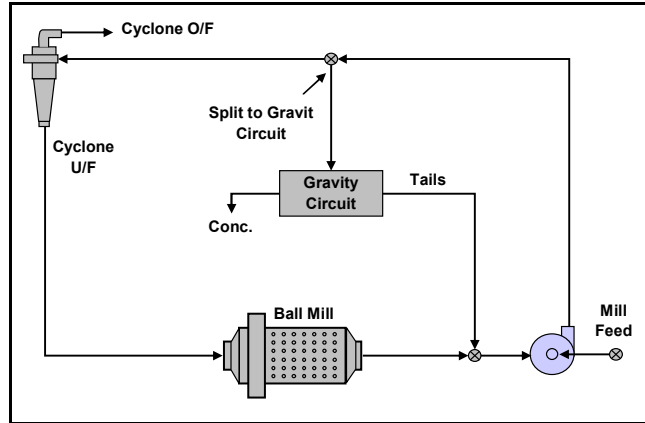 Cyclone O/F
Split to Gravit
Circuit
Cyclone
U/F
Gravity
Circuit
Tails
Conc.
Ball Mill
Mill
Feed